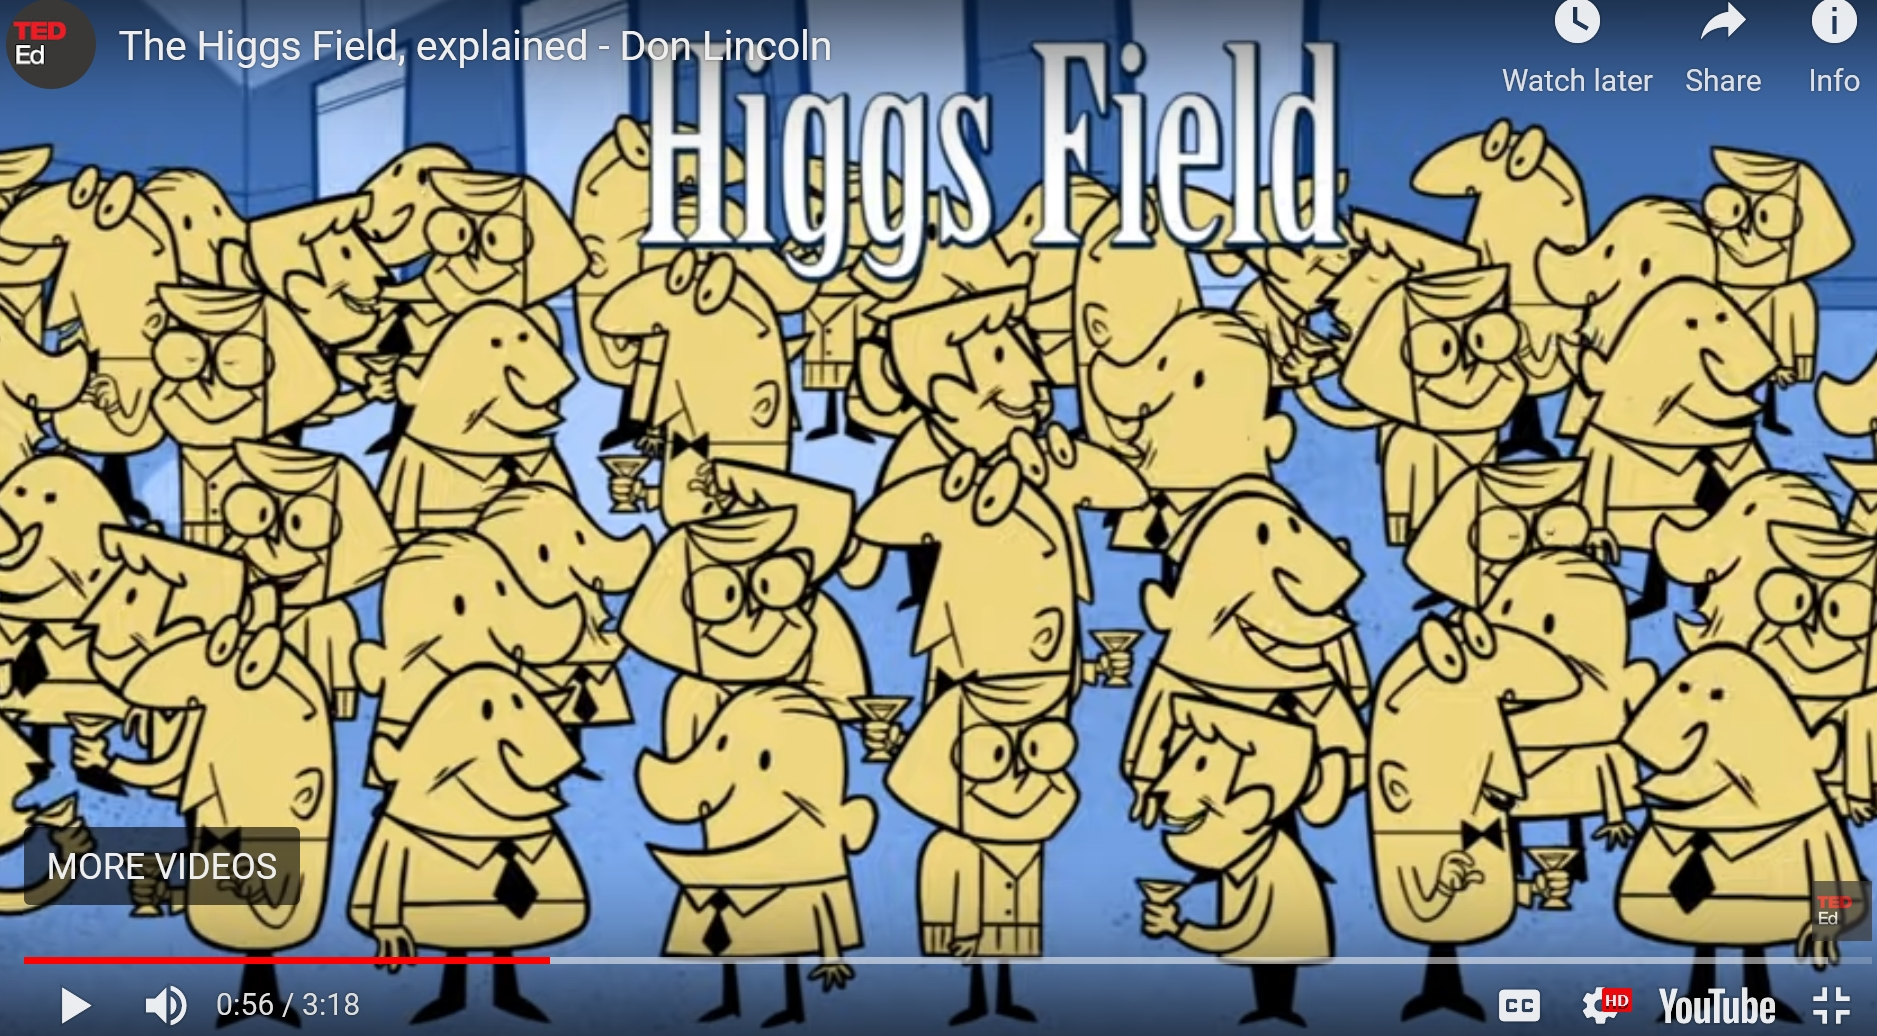 TED
Ed
The Higgs Field, explained - Don Lincoln
Watch later
Share
Info
Higgs Field
MORE VIDEOS
TED
Ed
0:56 / 3:18
CC
HD
YouTube